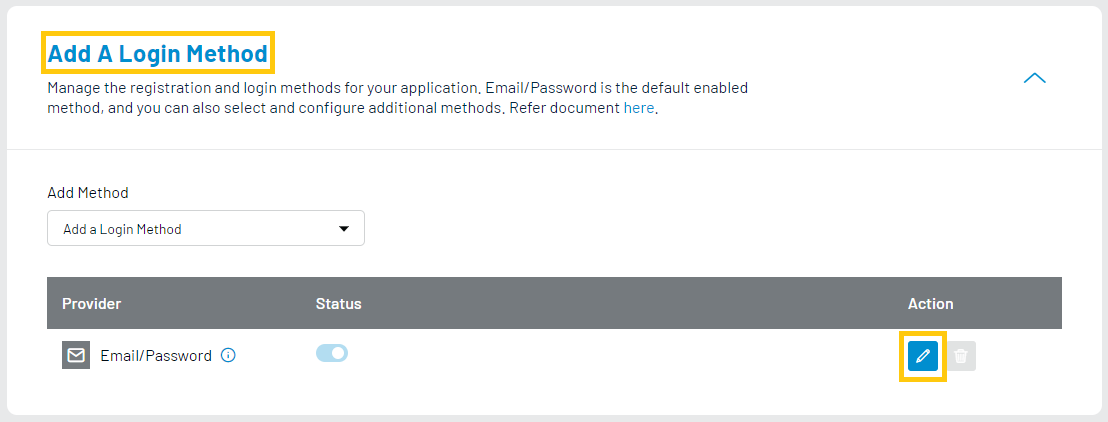 Add A Login Method
Manage the registration and login methods for your application. Email/Password is the default enabled
method, and you can also select and configure additional methods. Refer document here.
Add Method
Add a Login Method
Provider Status Action
Email/Password